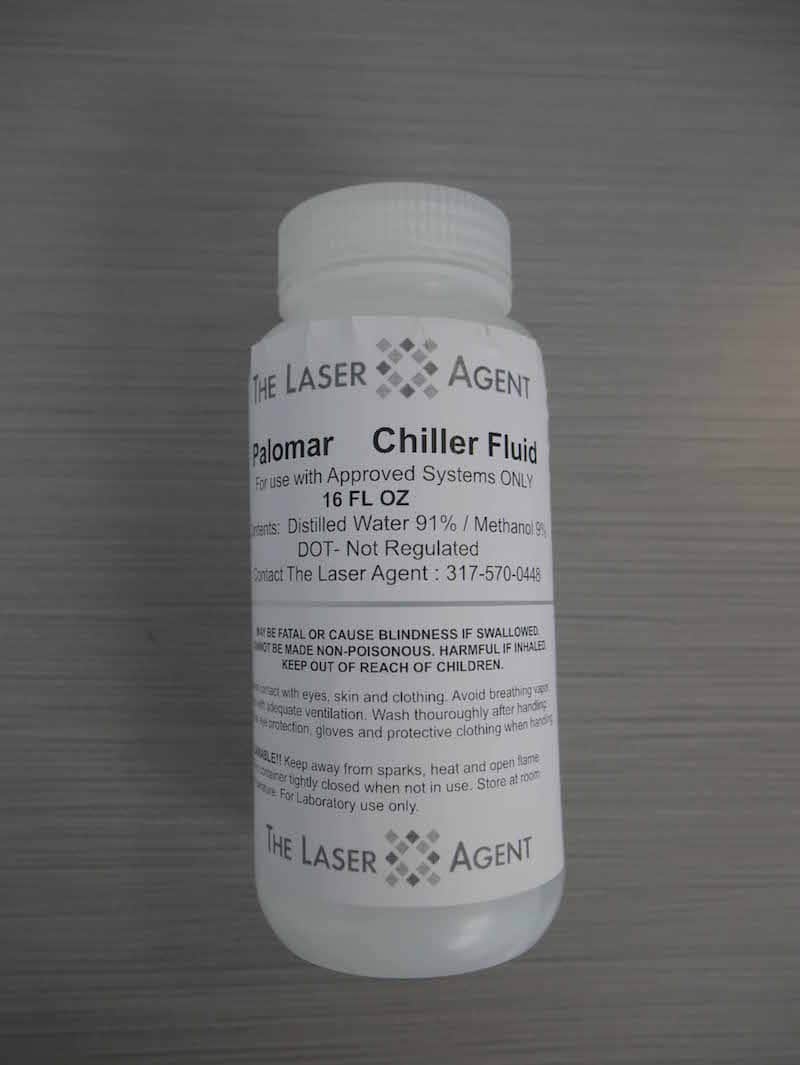 THE LASER AGENT
Palomar Chiller Fluid
For use with Approved Systems ONLY
16 FL OZ
Distilled Water 91% / Methanol 9%
DOT- Not Regulated
Contact The Laser Agent : 317-570-0448
MAY BE FATAL OR CAUSE BLINDNESS IF SWALLOWED.
BE MADE NON-POISONOUS. HARMFUL IF INHALED.
KEEP OUT OF REACH OF CHILDREN.
contact with eyes, skin and clothing. Avoid breathing vapor.
with adequate ventilation. Wash thouroughly after handling.
eye protection, gloves and protective clothing when handling
Keep away from sparks, heat and open flame.
container tightly closed when not in use. Store at room
For Laboratory use only.
THE LASER AGENT